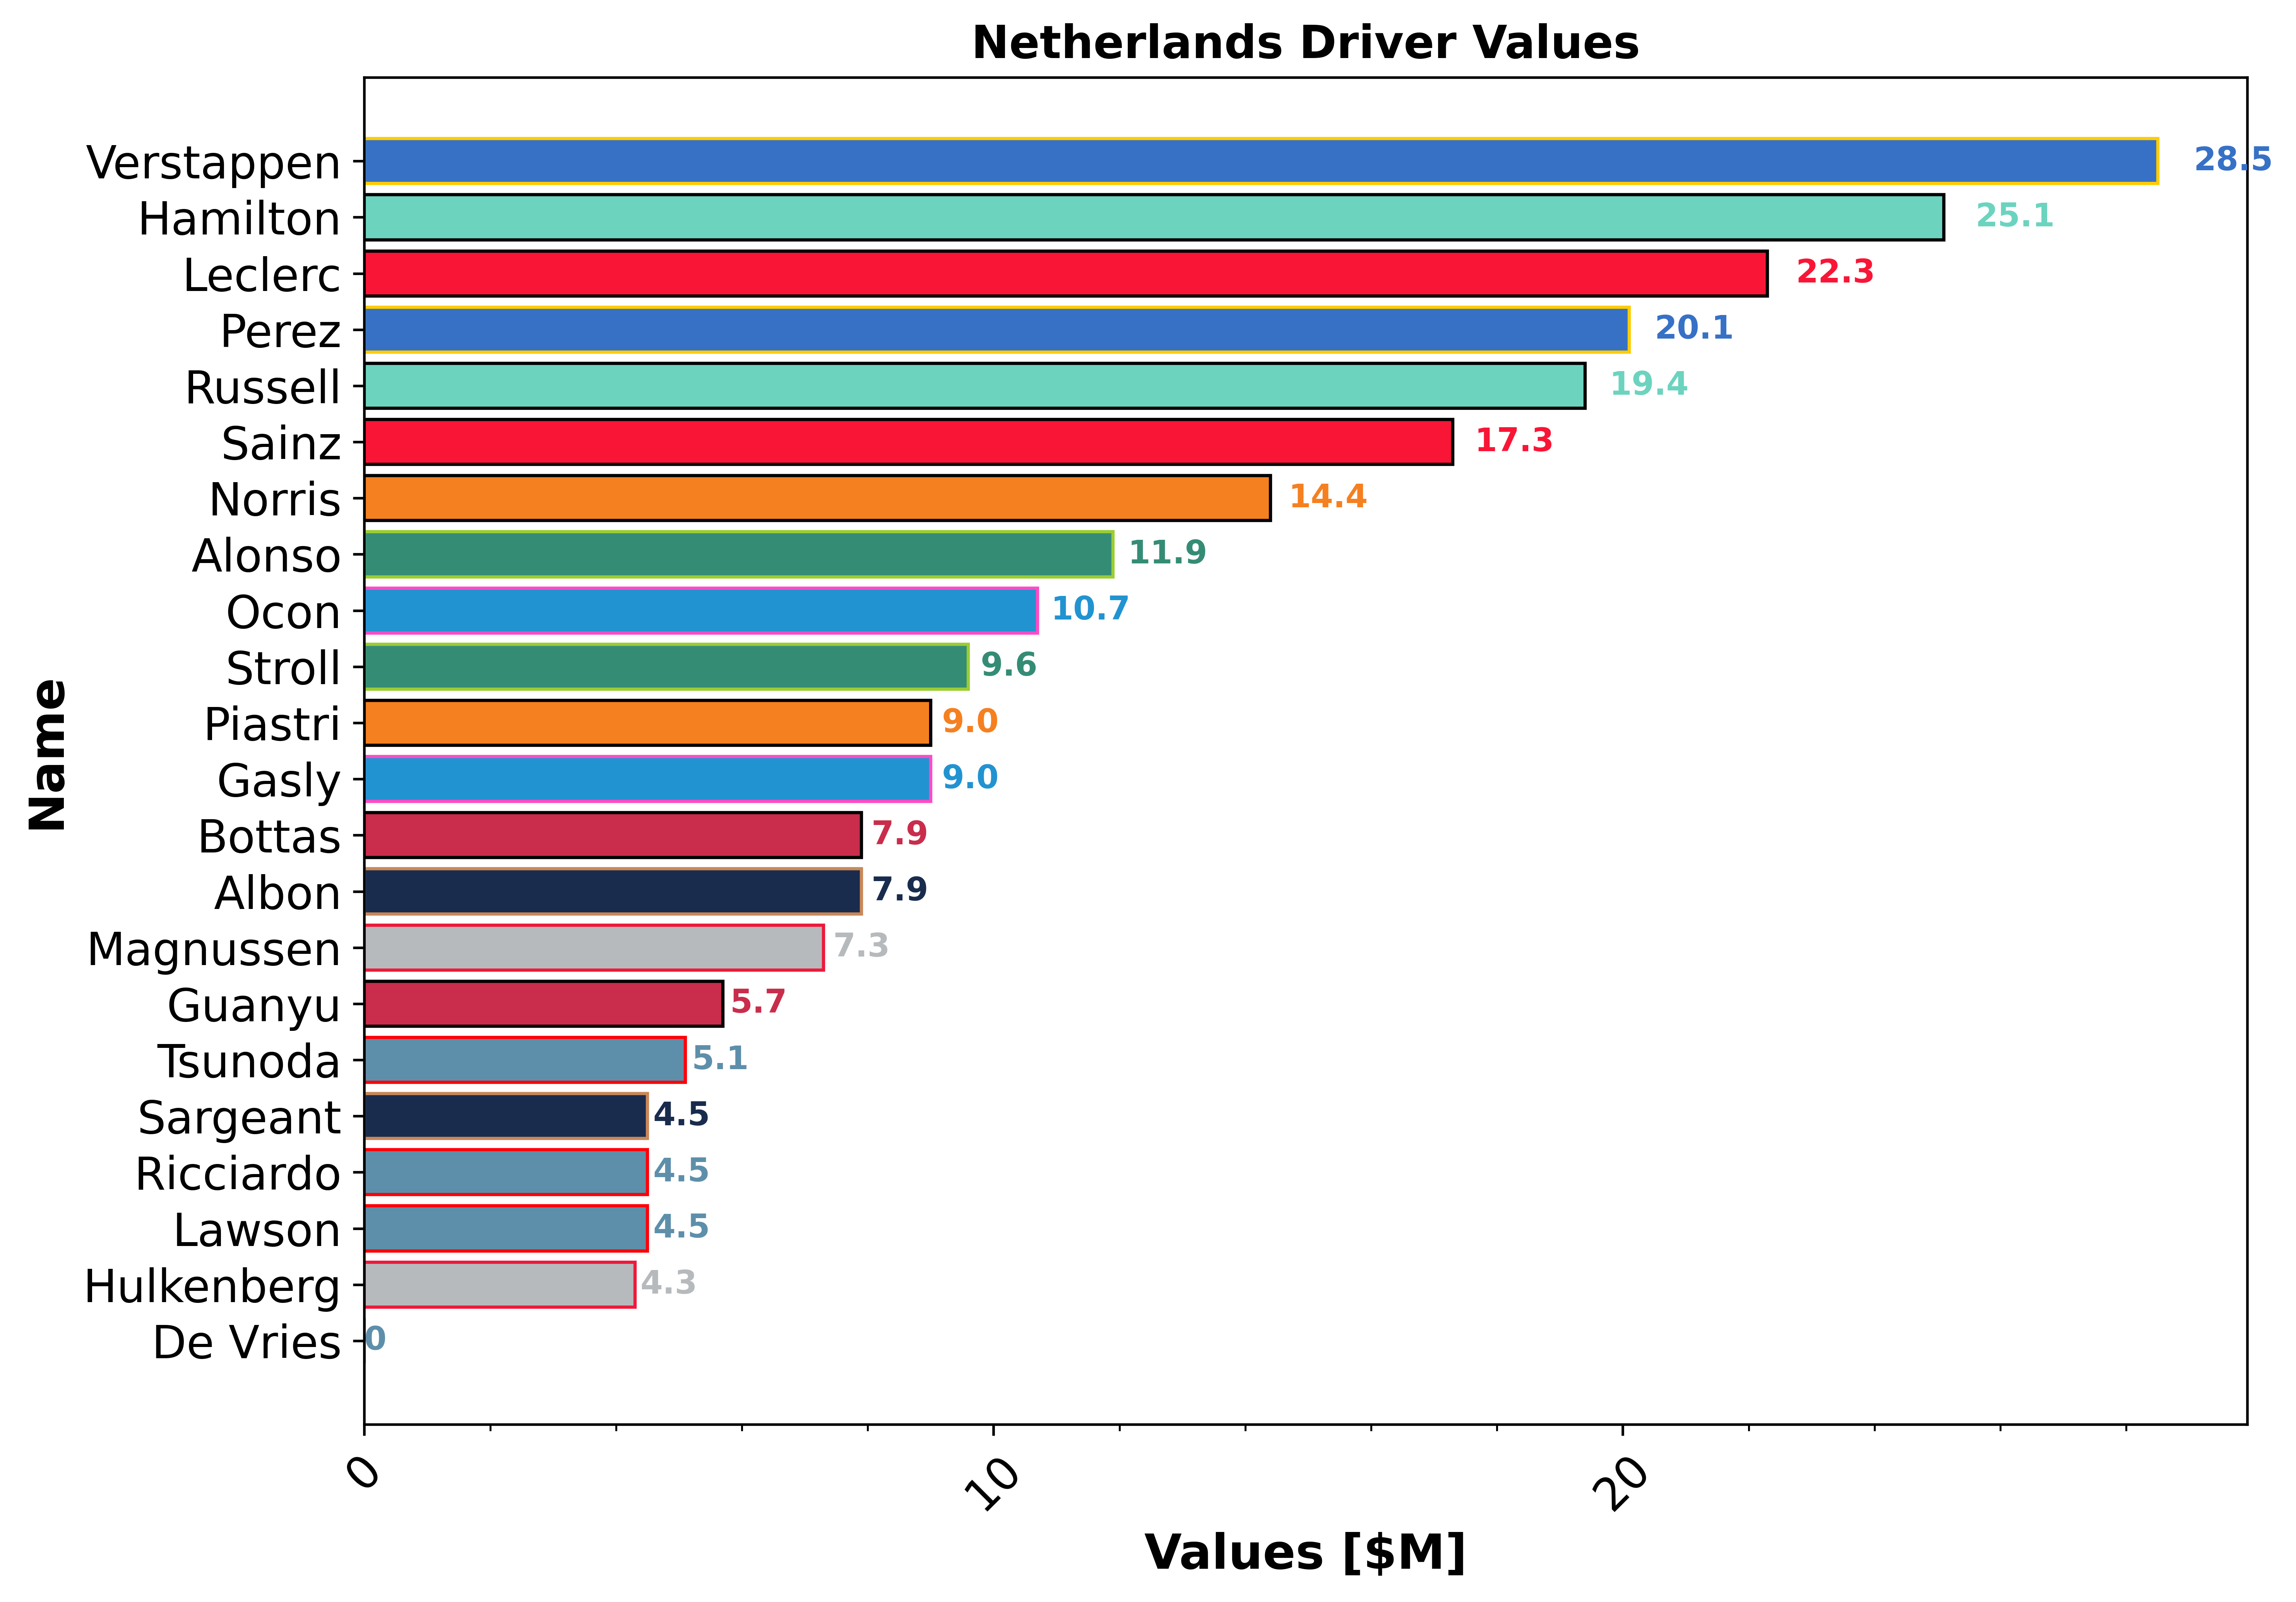 Netherlands Driver Values
Verstappen 28.5
Hamilton 25.1
Leclerc 22.3
Perez 20.1
Russell 19.4
Sainz 17.3
Norris 14.4
Alonso 11.9
Ocon 10.7
Stroll 9.6
Piastri 9.0
Gasly 9.0
Bottas 7.9
Albon 7.9
Magnussen 7.3
Guanyu 5.7
Tsunoda 5.1
Sargeant 4.5
Ricciardo 4.5
Lawson 4.5
Hulkenberg 4.3
De Vries 0
Name
0 10 20
Values [$M]